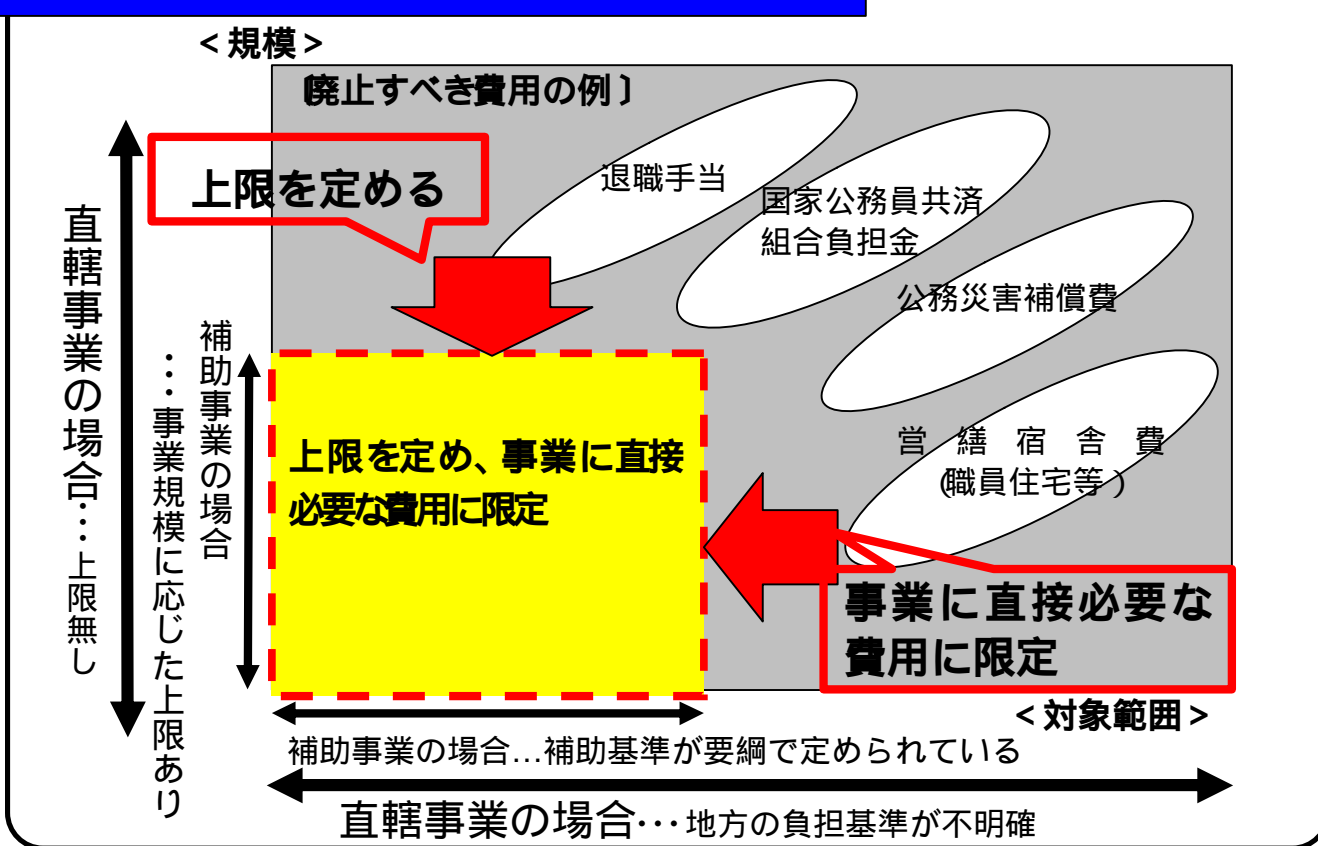 <規模>
〔廃止すべき費用の例〕
上限を定める
退職手当
国家公務員共済
組合負担金
公務災害補償費
営繕宿舎費
(職員住宅等)
直轄事業の場合…上限無し
補助事業の場合
…事業規模に応じた上限あり
上限を定め、事業に直接
必要な費用に限定
事業に直接必要な
費用に限定
<対象範囲>
補助事業の場合…補助基準が要綱で定められている
直轄事業の場合…地方の負担基準が不明確